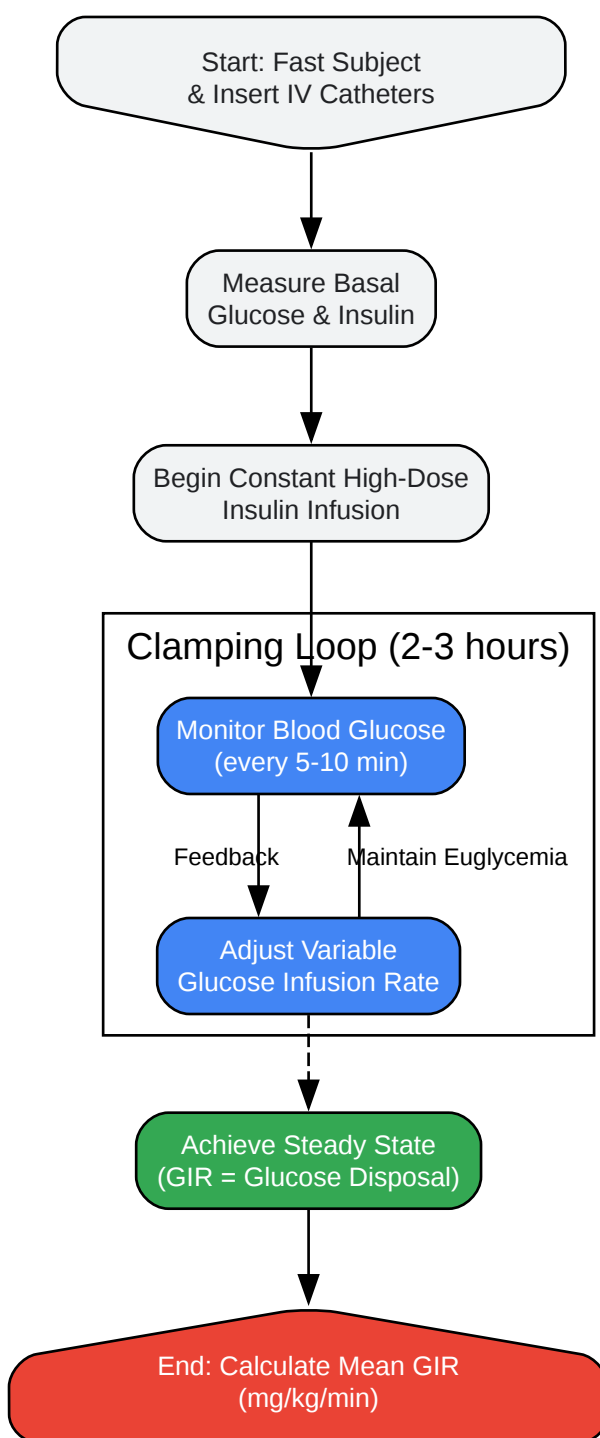 Start: Fast Subject
& Insert IV Catheters
Measure Basal
Glucose & Insulin
Begin Constant High-Dose
Insulin Infusion
Clamping Loop (2-3 hours)
Monitor Blood Glucose
(every 5-10 min)
Feedback
Maintain Euglycemia
Adjust Variable
Glucose Infusion Rate
Achieve Steady State
(GIR = Glucose Disposal)
End: Calculate Mean GIR
(mg/kg/min)